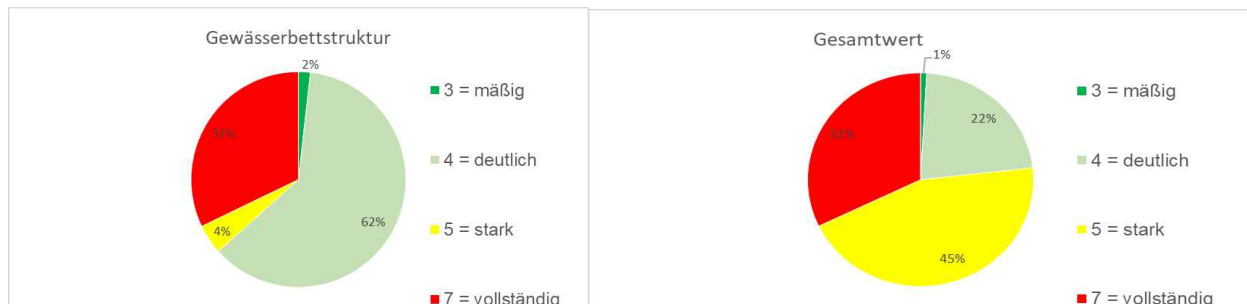 Gewässerbettstruktur
2%
32%
4%
62%
3 = mäßig
4 = deutlich
5 = stark
7 = vollständig
Gesamtwert
1%
32%
22%
45%
3 = mäßig
4 = deutlich
5 = stark
7 = vollständig